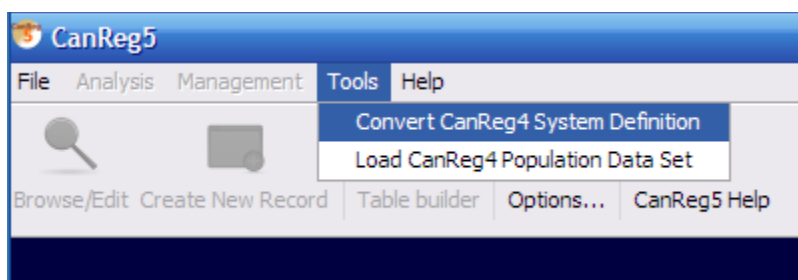 CanReg5
File Analysis Management Tools Help
Convert CanReg4 System Definition
Load CanReg4 Population Data Set
Browse/Edit Create New Record Table builder Options... CanReg5 Help